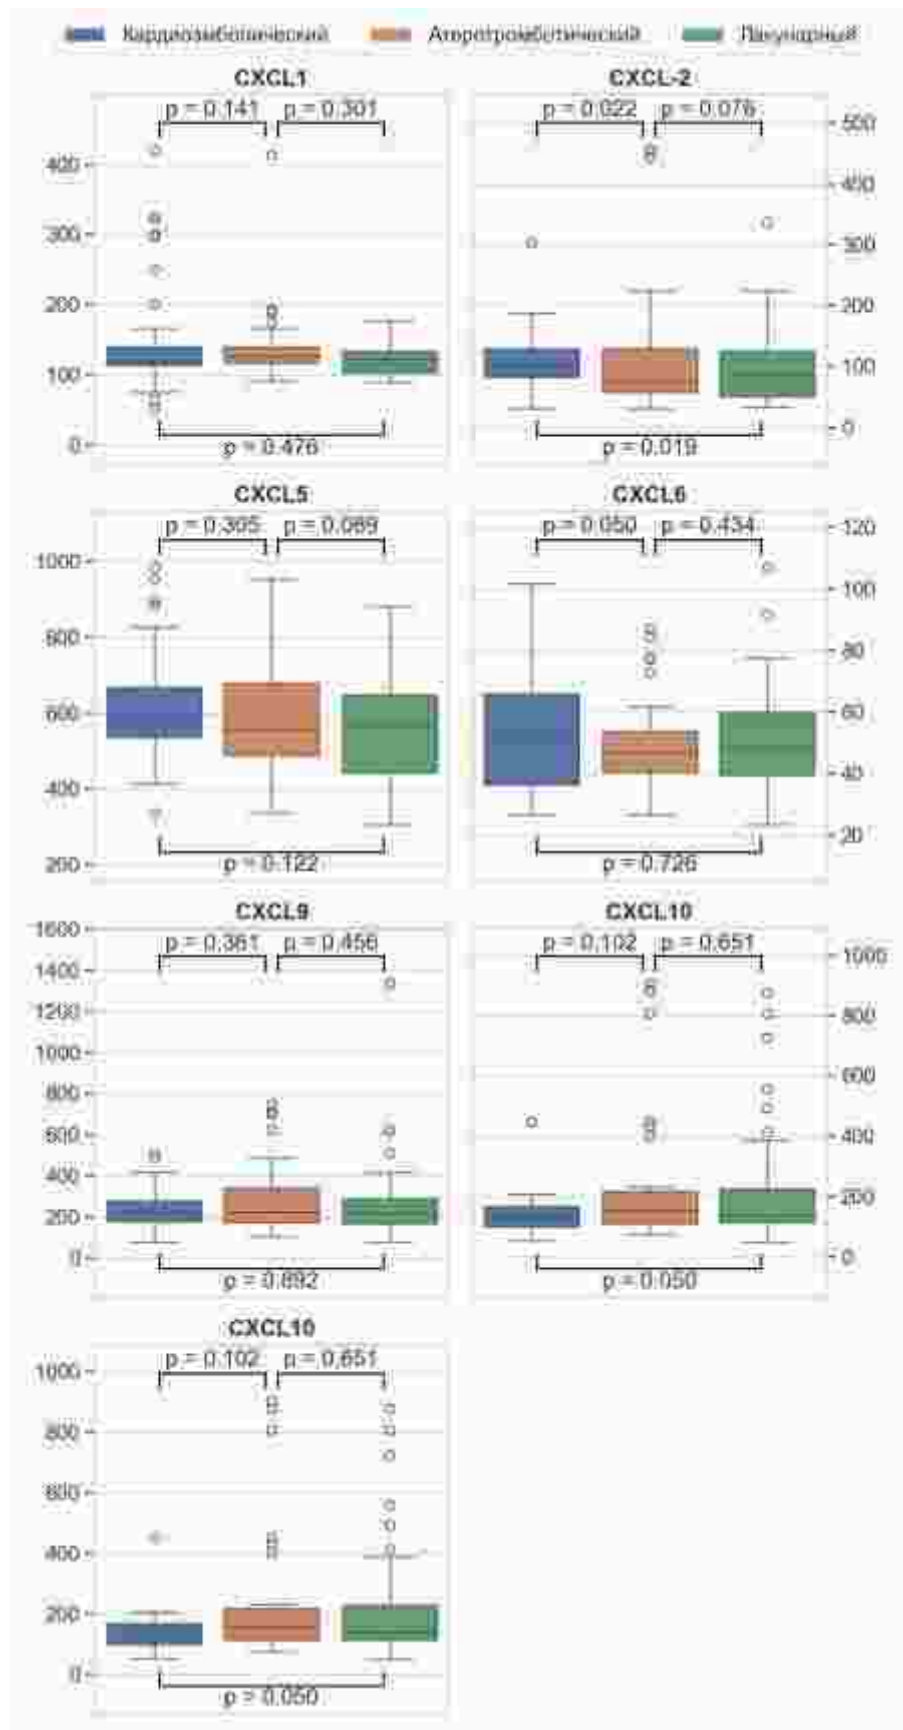 Кардиоэмболический Атеротромботический Лакунарный
CXCL1 CXCL-2
p = 0.141 p = 0.301 p = 0.022 p = 0.076
500
400 400
300 300
200 200
100 100
0 0
p = 0.476 p = 0.019
CXCL5 CXCL6
p = 0.305 p = 0.089 p = 0.050 p = 0.434
120
1000 100
800 80
600 60
400 40
200 20
p = 0.122 p = 0.726
CXCL9 CXCL10
1600
p = 0.361 p = 0.456 p = 0.102 p = 0.651
1400 1000
1200 800
1000
800 600
600 400
400
200 200
0 0
p = 0.892 p = 0.050
CXCL10
p = 0.102 p = 0.651
1000
800
600
400
200
0
p = 0.050